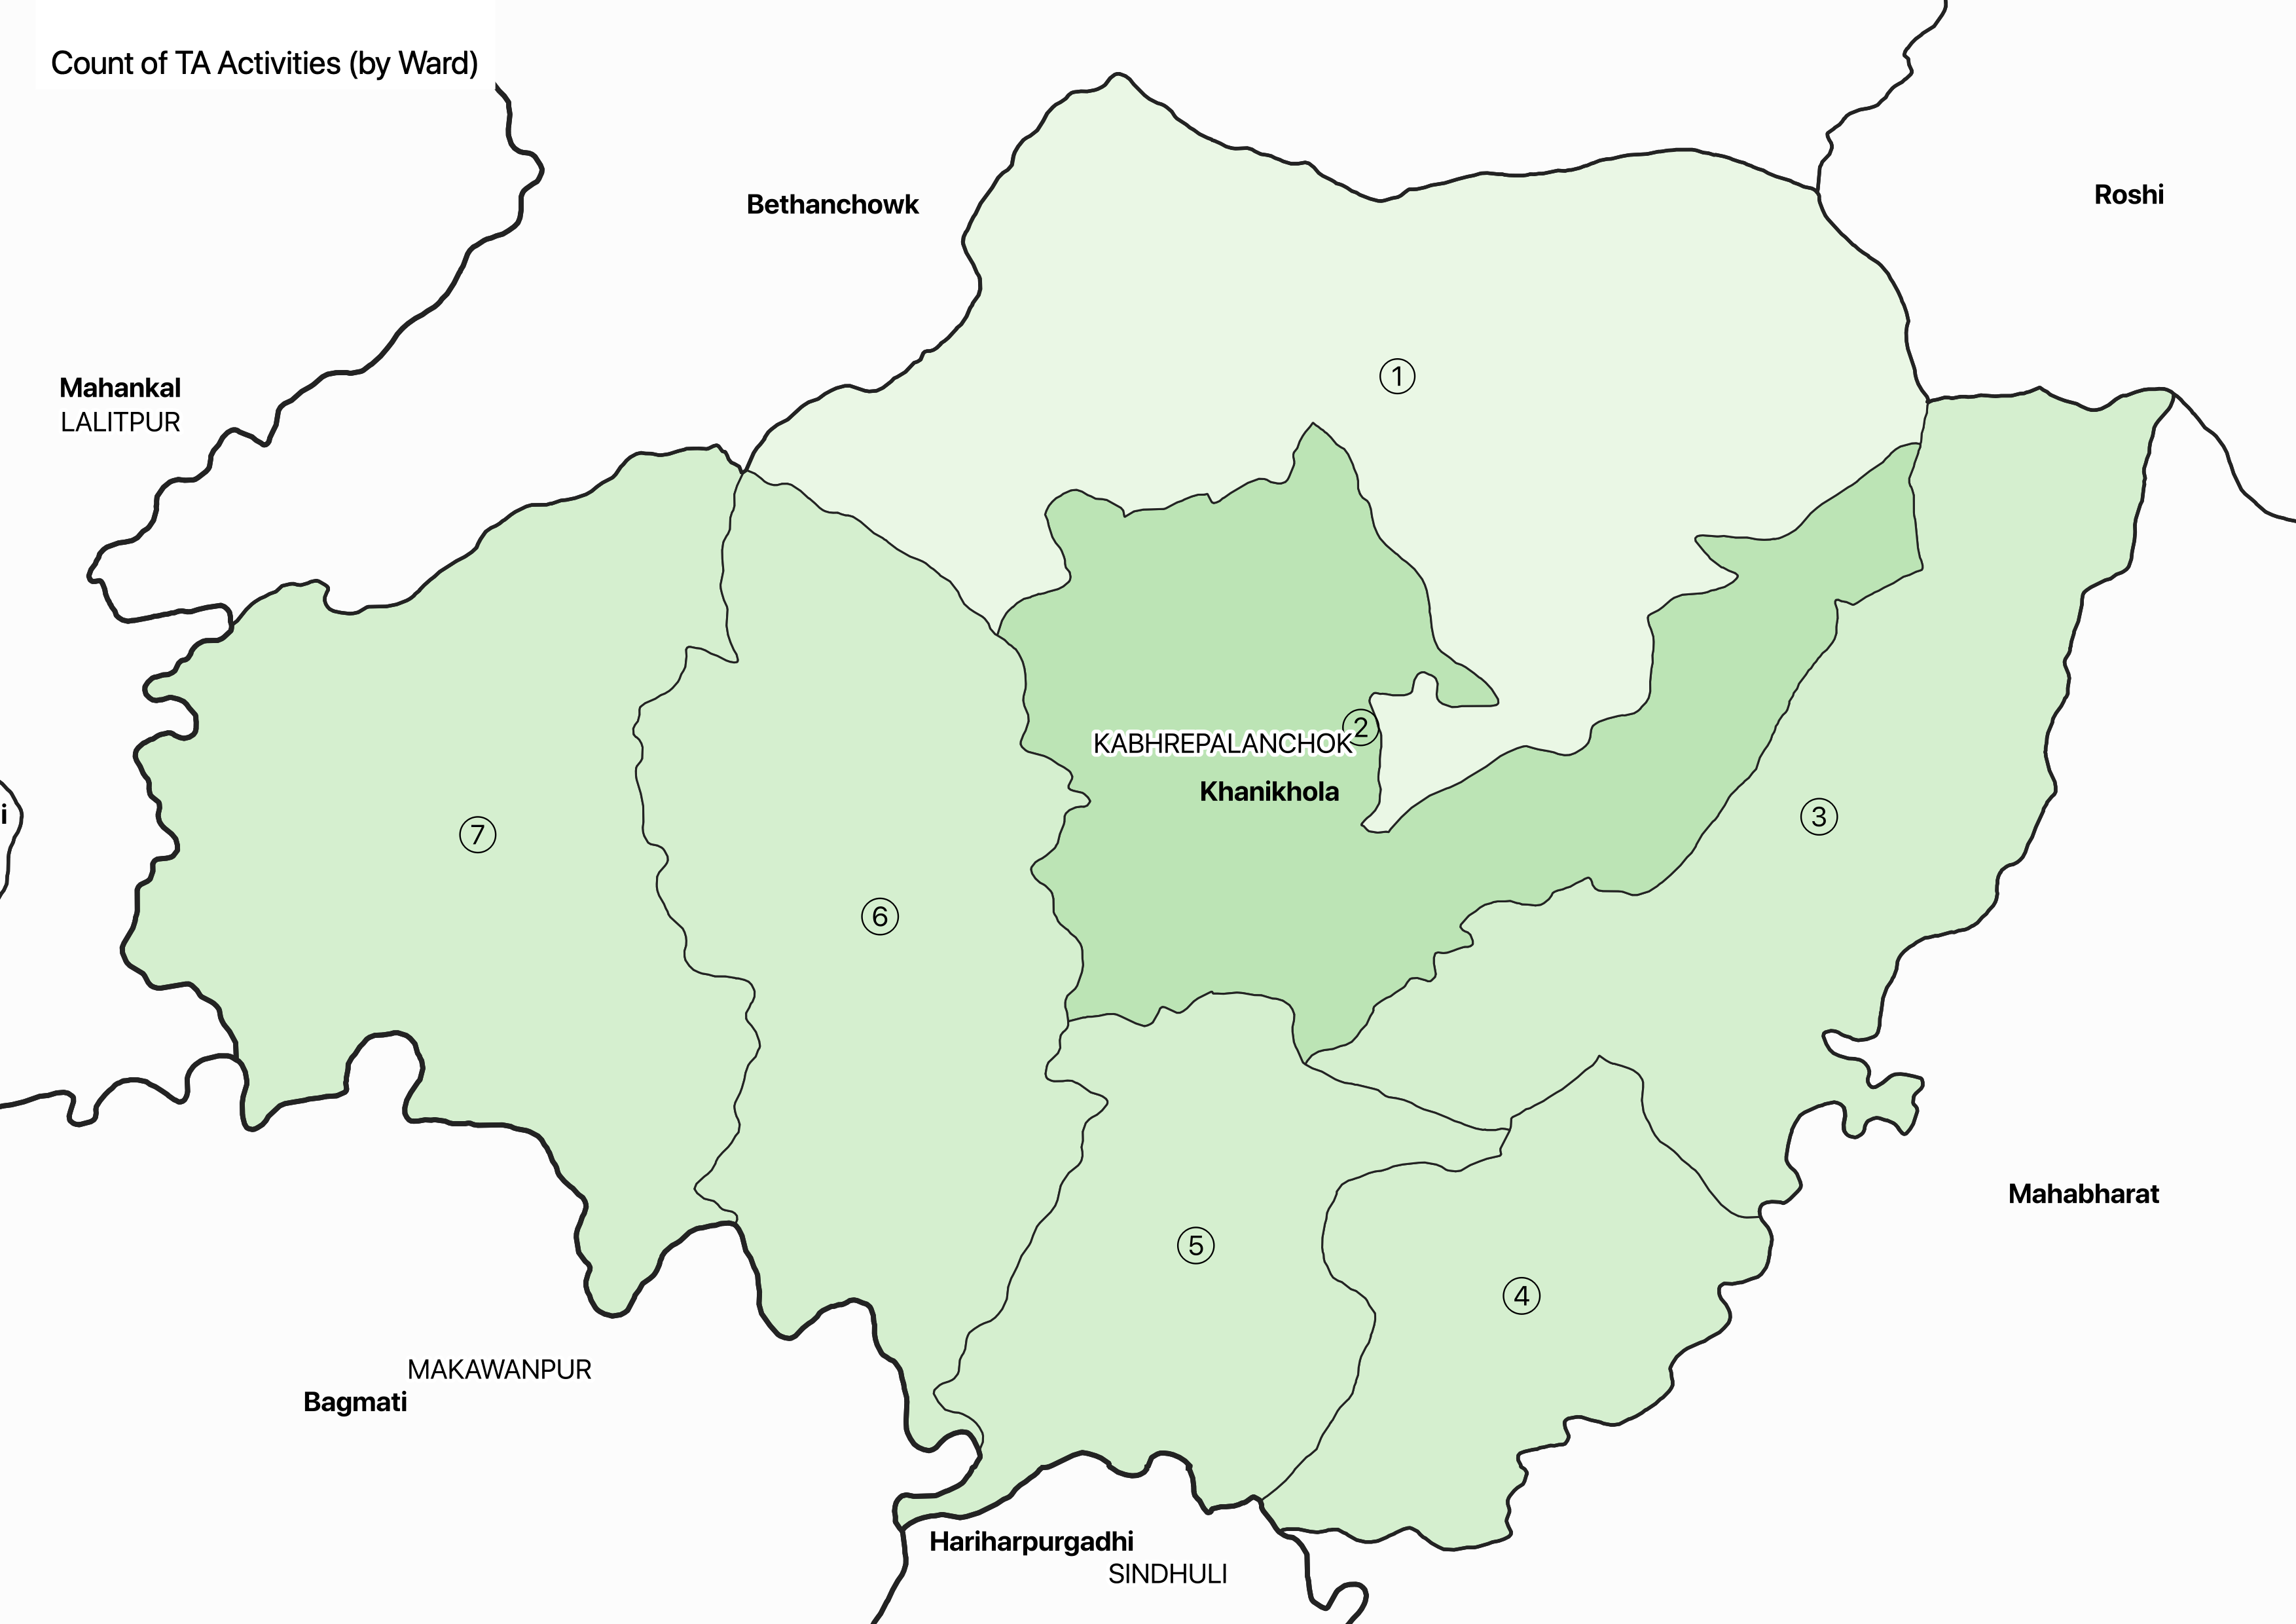 Count of TA Activities (by Ward)
Bethanchowk
Roshi
Mahankal
LALITPUR
①
②
KABHREPALANCHOK
Khanikhola
i
③
⑦
⑥
Mahabharat
⑤
④
MAKAWANPUR
Bagmati
Hariharpurgadhi
SINDHULI